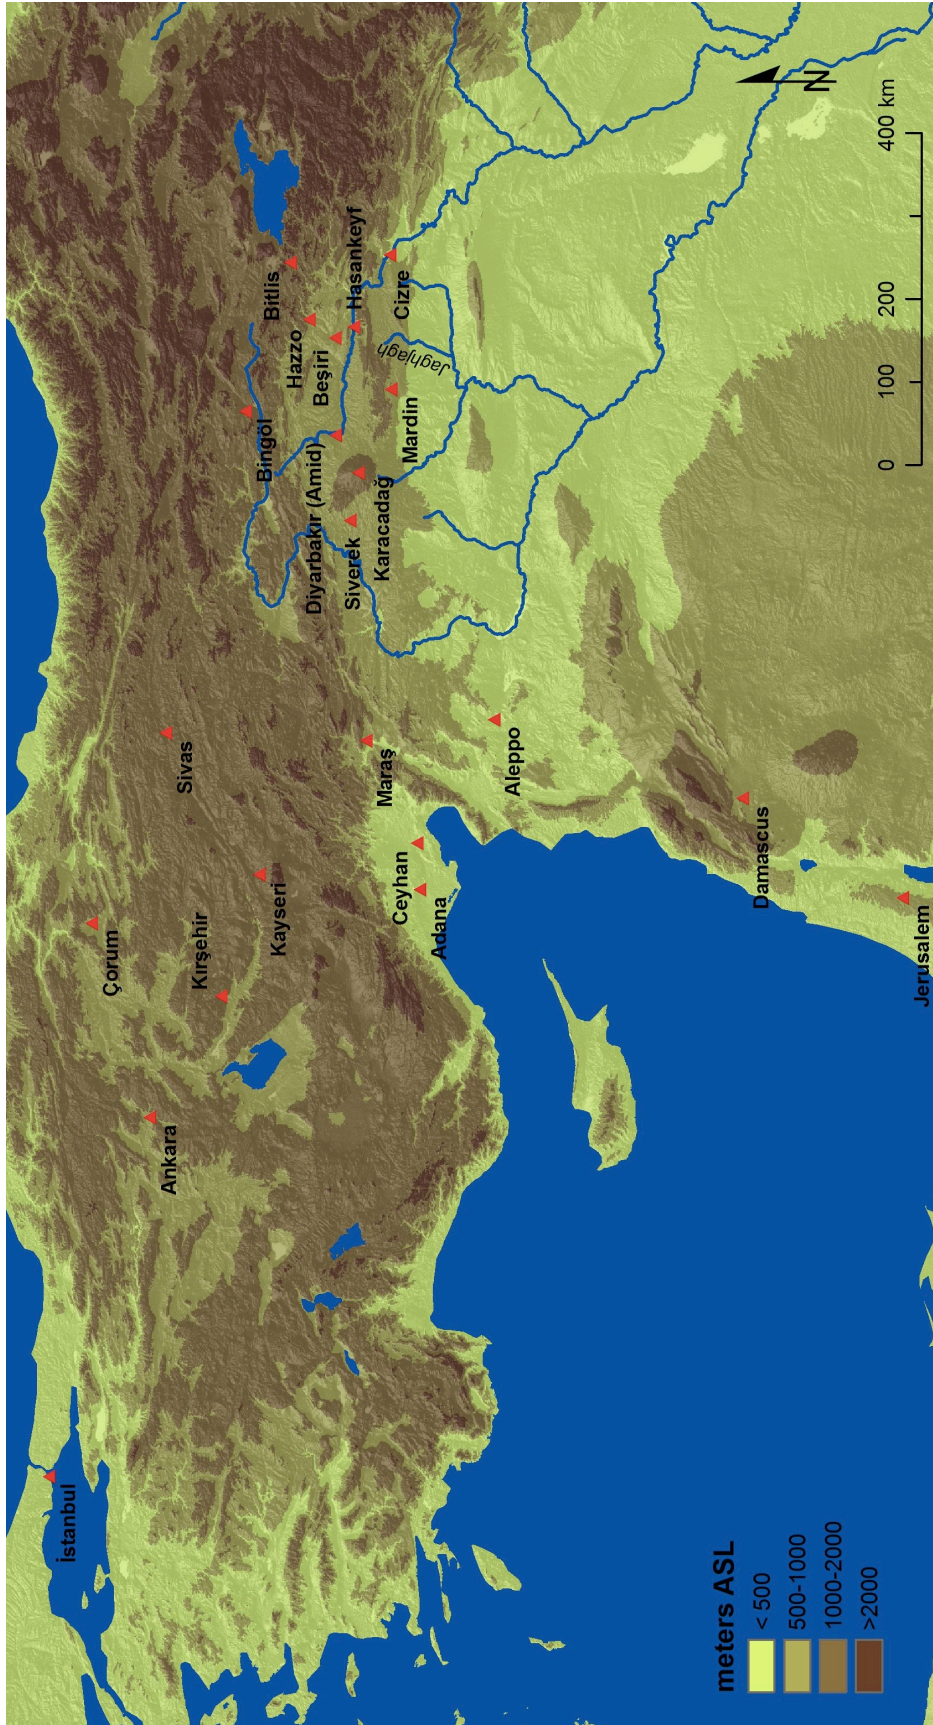 İstanbul
Ankara
Çorum
Kırşehir
Kayseri
Sivas
Adana
Ceyhan
Maraş
Aleppo
Damascus
Jerusalem
Siverek
Karacadağ
Diyarbakır (Amid)
Mardin
Bingöl
Beşiri
Hazzo
Hasankeyf
Bitlis
Cizre
Jaghjagh
meters ASL
< 500
500-1000
1000-2000
>2000
0 100 200 400 km
N